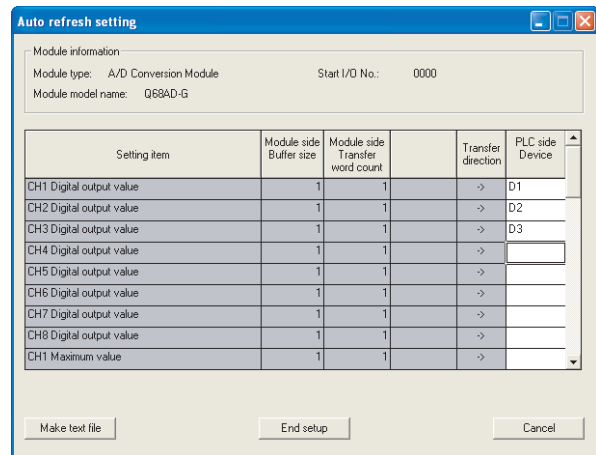 Auto refresh setting
Module information
Module type: A/D Conversion Module Start I/O No.: 0000
Module model name: Q68AD-G
Setting item Module side Buffer size Module side Transfer word count Transfer direction PLC side Device
CH1 Digital output value 1 1 -> D1
CH2 Digital output value 1 1 -> D2
CH3 Digital output value 1 1 -> D3
CH4 Digital output value 1 1 ->
CH5 Digital output value 1 1 ->
CH6 Digital output value 1 1 ->
CH7 Digital output value 1 1 ->
CH8 Digital output value 1 1 ->
CH1 Maximum value 1 1 ->
Make text file End setup Cancel